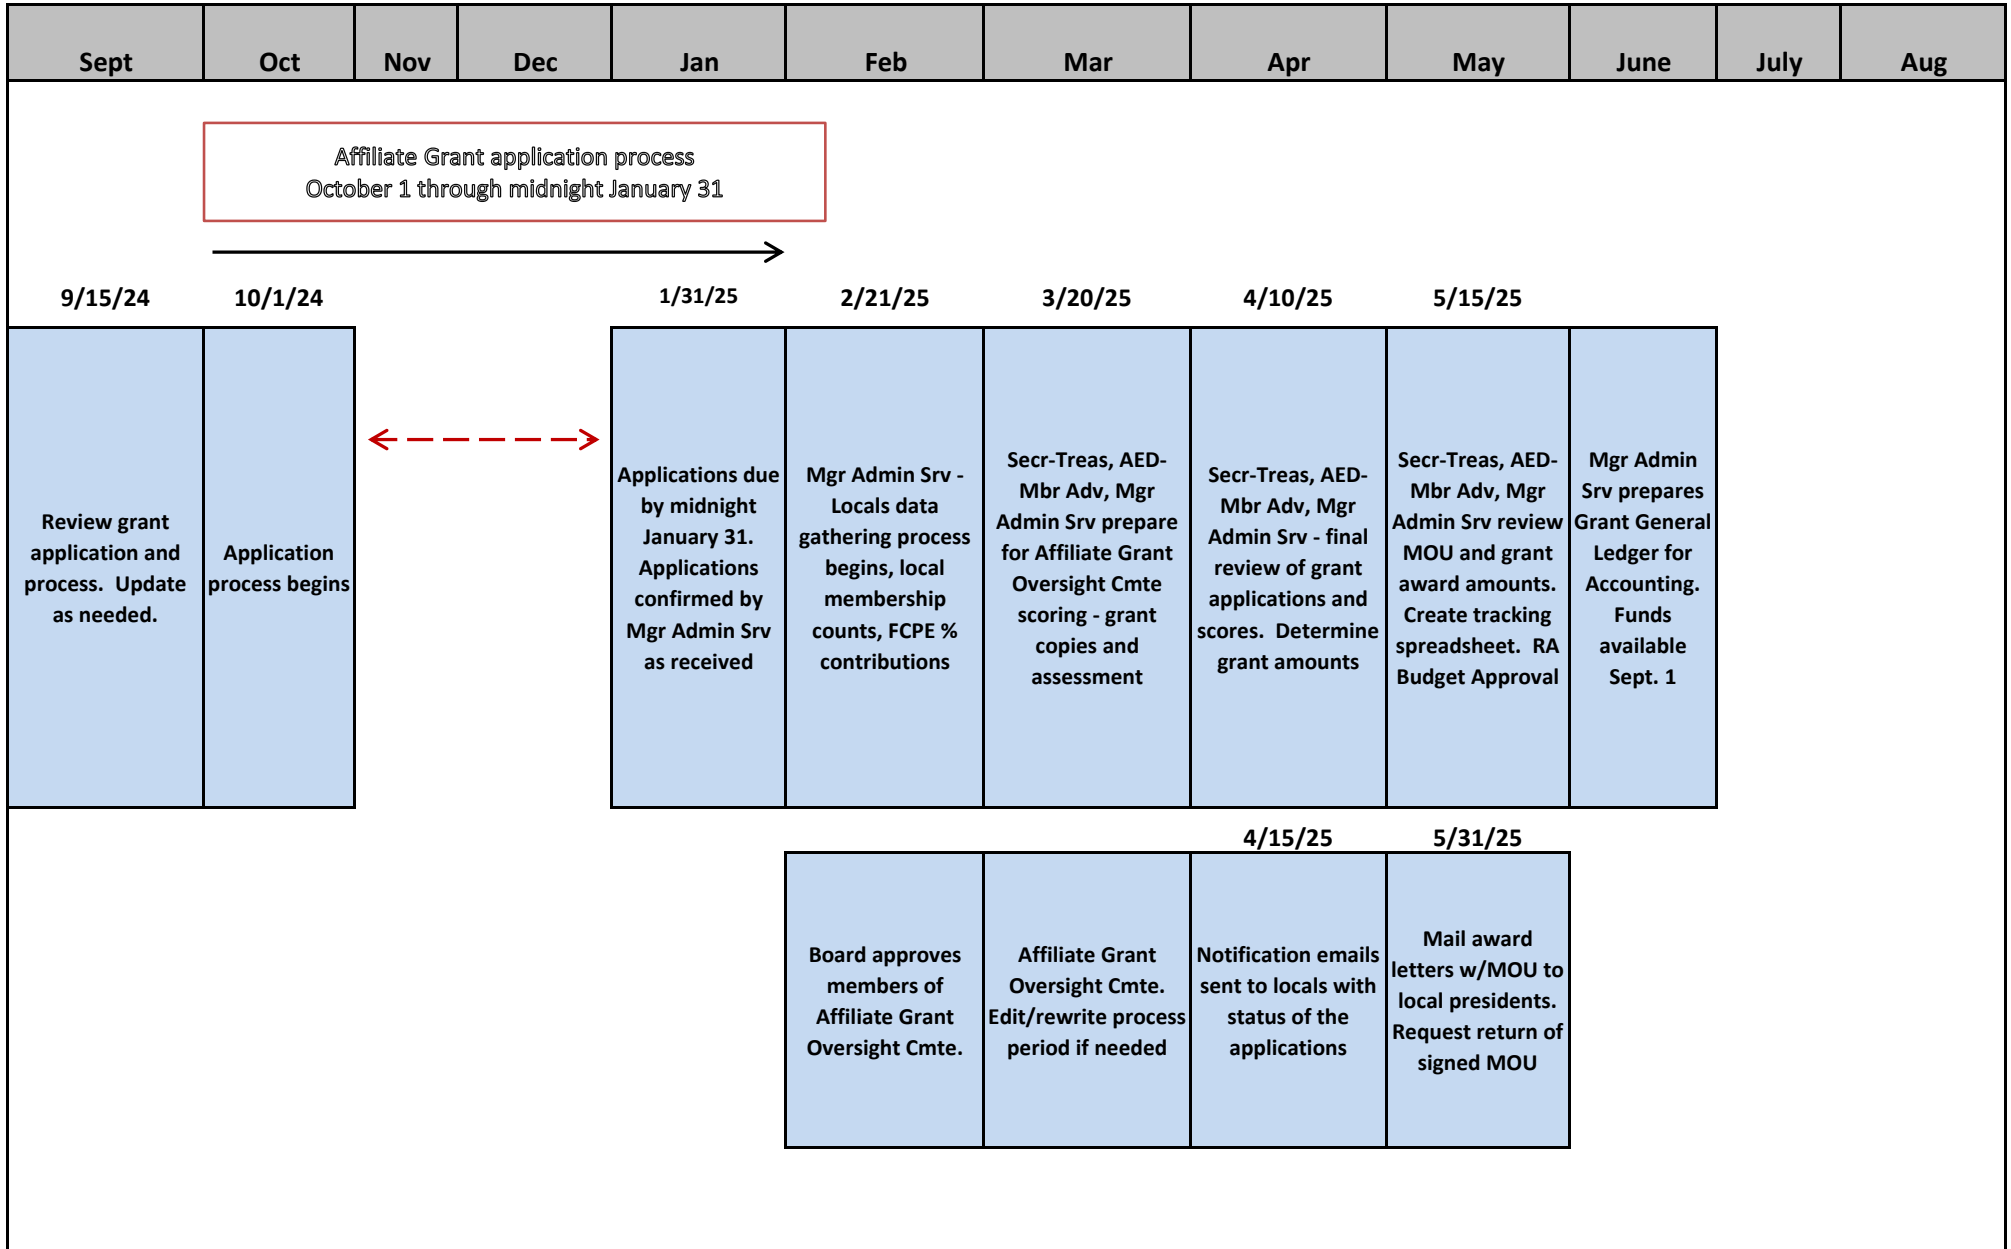 Sept Oct Nov Dec Jan Feb Mar Apr May June July Aug
Affiliate Grant application process
October 1 through midnight January 31
9/15/24 10/1/24 1/31/25 2/21/25 3/20/25 4/10/25 5/15/25
Review grant
application and
process.  Update
as needed.
Application
process begins
Applications due
by midnight
January 31.
Applications
confirmed by
Mgr Admin Srv
as received
Mgr Admin Srv -
Locals data
gathering process
begins, local
membership
counts, FCPE %
contributions
Secr-Treas, AED-
Mbr Adv, Mgr
Admin Srv prepare
for Affiliate Grant
Oversight Cmte
scoring - grant
copies and
assessment
Secr-Treas, AED-
Mbr Adv, Mgr
Admin Srv - final
review of grant
applications and
scores.  Determine
grant amounts
Secr-Treas, AED-
Mbr Adv, Mgr
Admin Srv review
MOU and grant
award amounts.
Create tracking
spreadsheet.  RA
Budget Approval
Mgr Admin
Srv prepares
Grant General
Ledger for
Accounting.
Funds
available
Sept. 1
4/15/25 5/31/25
Board approves
members of
Affiliate Grant
Oversight Cmte.
Affiliate Grant
Oversight Cmte.
Edit/rewrite process
period if needed
Notification emails
sent to locals with
status of the
applications
Mail award
letters w/MOU to
local presidents.
Request return of
signed MOU